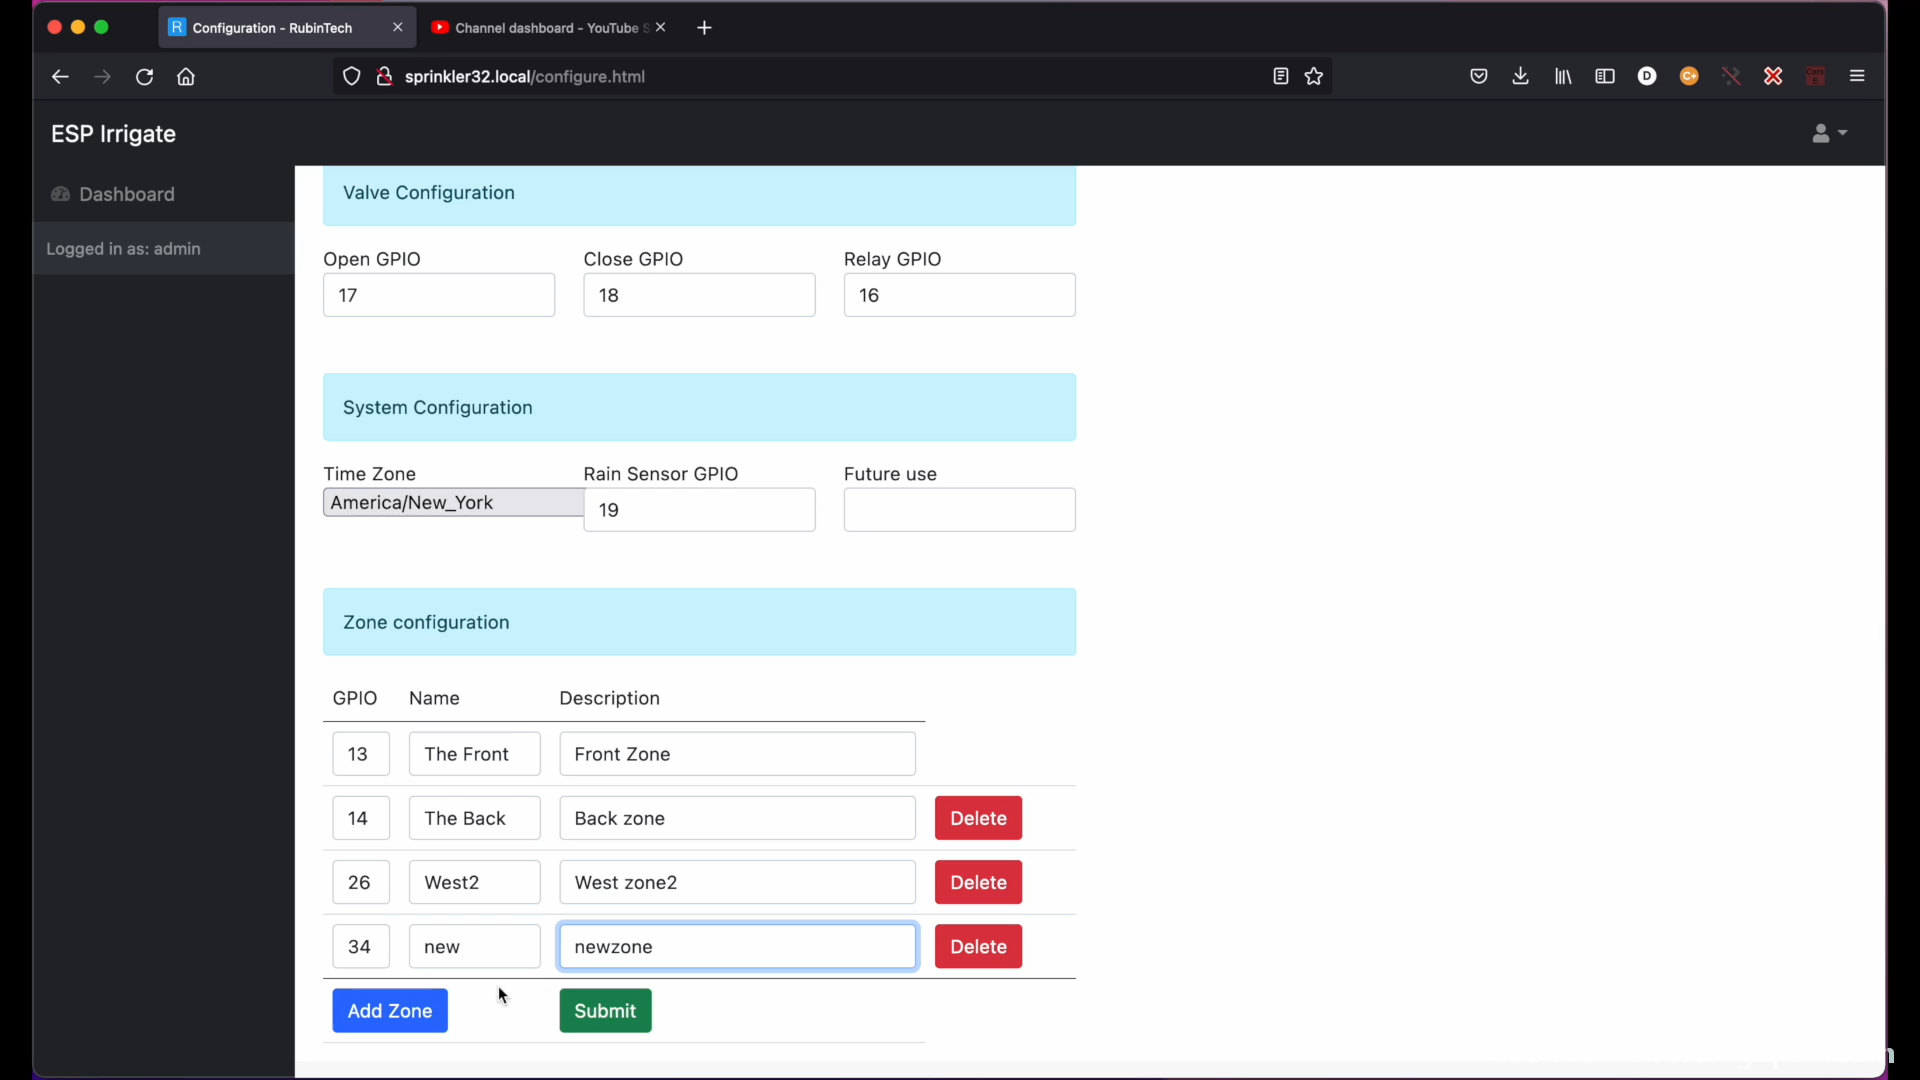 Configuration - RubinTech
Channel dashboard - YouTube S
sprinkler32.local/configure.html
ESP Irrigate
Dashboard
Logged in as: admin
Valve Configuration
Open GPIO Close GPIO Relay GPIO
17 18 16
System Configuration
Time Zone Rain Sensor GPIO Future use
America/New_York 19
Zone configuration
GPIO Name Description
13 The Front Front Zone
14 The Back Back zone Delete
26 West2 West zone2 Delete
34 new newzone Delete
Add Zone Submit